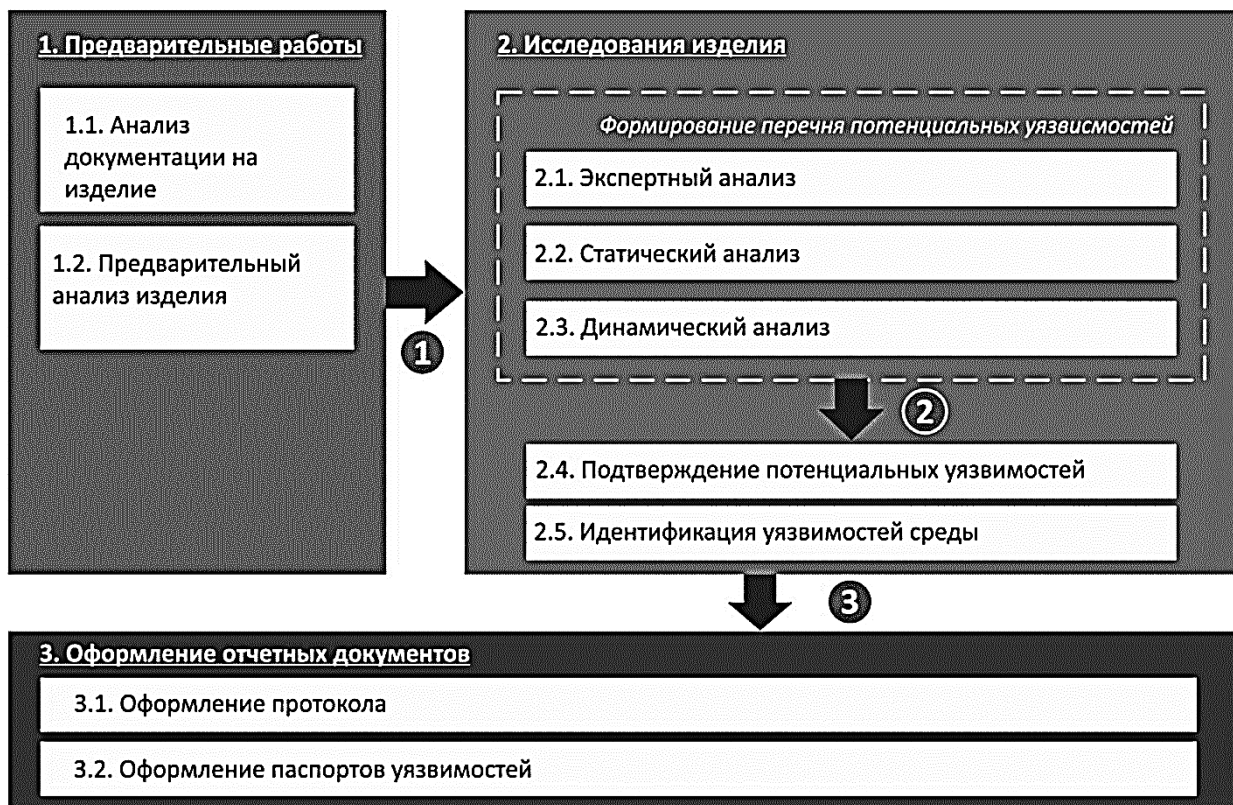 1. Предварительные работы
1.1. Анализ
документации на
изделие
1.2. Предварительный
анализ изделия
1
2. Исследования изделия
Формирование перечня потенциальных уязвисмостей
2.1. Экспертный анализ
2.2. Статический анализ
2.3. Динамический анализ
2
2.4. Подтверждение потенциальных уязвимостей
2.5. Идентификация уязвимостей среды
3
3. Оформление отчетных документов
3.1. Оформление протокола
3.2. Оформление паспортов уязвимостей